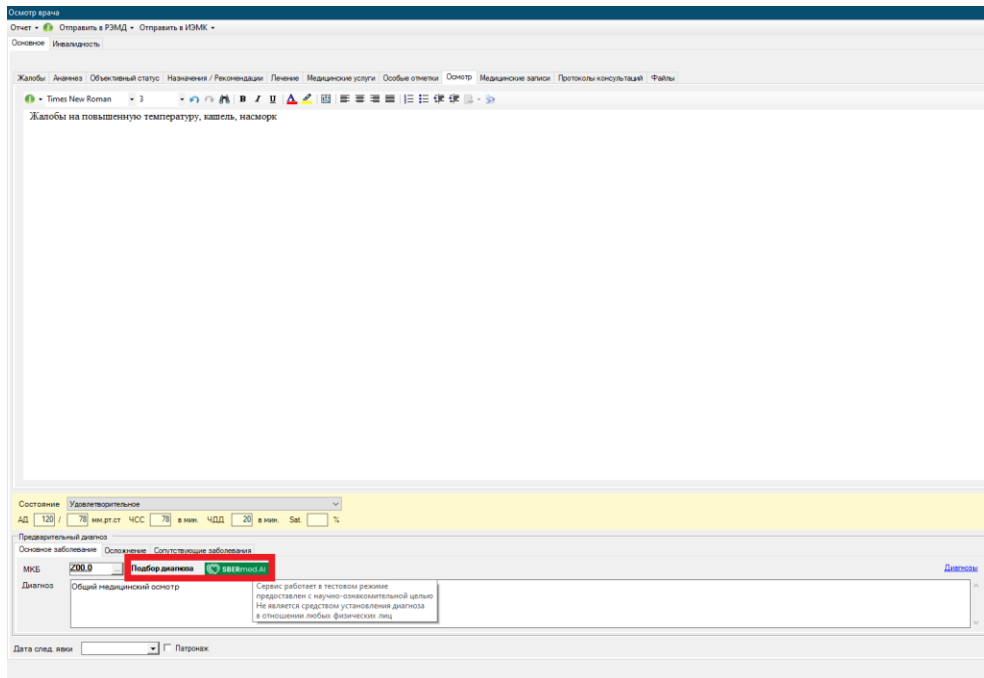 Осмотр врача
Отчет Отправить в РЭМД Отправить в ИЭМК
Основное Инвалидность
Жалобы Анамнез Объективный статус Назначения / Рекомендации Лечение Медицинские услуги Особые отметки Осмотр Медицинские записи Протоколы консультаций Файлы
Times New Roman 3 B I U A
Жалобы на повышенную температуру, кашель, насморк
Состояние Удовлетворительное
АД 120 / 78 мм.рт.ст ЧСС 78 в мин. ЧДД 20 в мин. Sat. %
Предварительный диагноз
Основное заболевание Осложнение Сопутствующие заболевания
МКБ Z00.0 ... Подбор диагноза SBERmed.AI Диагнозы
Диагноз Общий медицинский осмотр
Сервис работает в тестовом режиме
предоставлен с научно-ознакомительной целью
Не является средством установления диагноза
в отношении любых физических лиц
Дата след. явки Патронаж